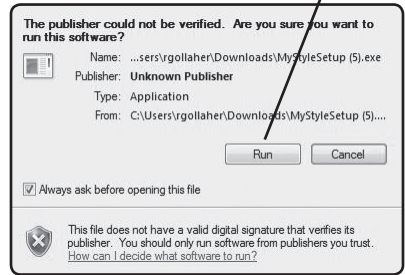 The publisher could not be verified.  Are you sure you want to
run this software?
Name: ...sers\rgollaher\Downloads\MyStyleSetup (5).exe
Publisher: Unknown Publisher
Type: Application
From: C:\Users\rgollaher\Downloads\MyStyleSetup (5)....
Run Cancel
Always ask before opening this file
This file does not have a valid digital signature that verifies its
publisher.  You should only run software from publishers you trust.
How can I decide what software to run?